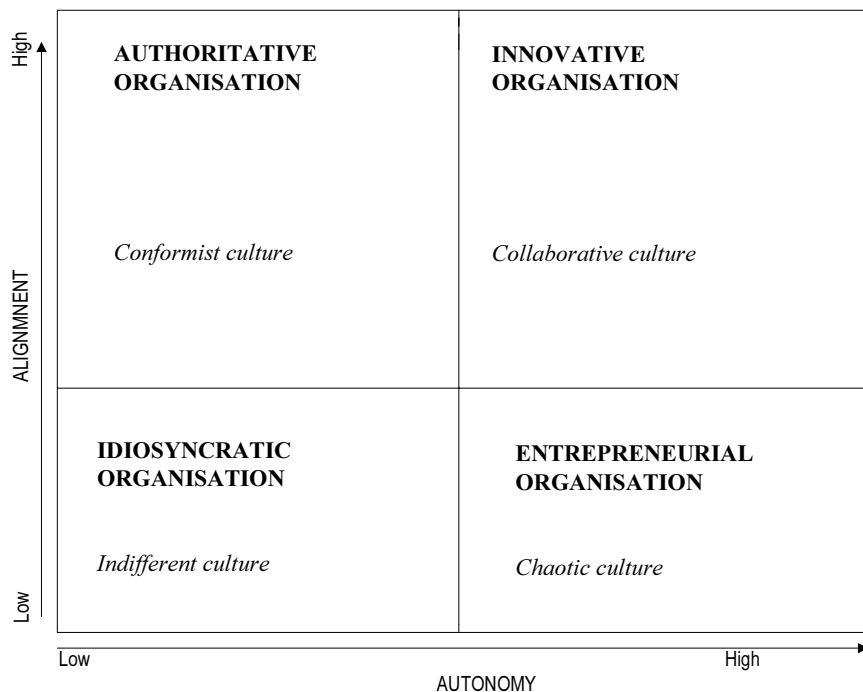 High
AUTHORITATIVE
ORGANISATION
INNOVATIVE
ORGANISATION
Conformist culture
Collaborative culture
ALIGNMNENT
IDIOSYNCRATIC
ORGANISATION
ENTREPRENEURIAL
ORGANISATION
Indifferent culture
Chaotic culture
Low
Low
High
AUTONOMY